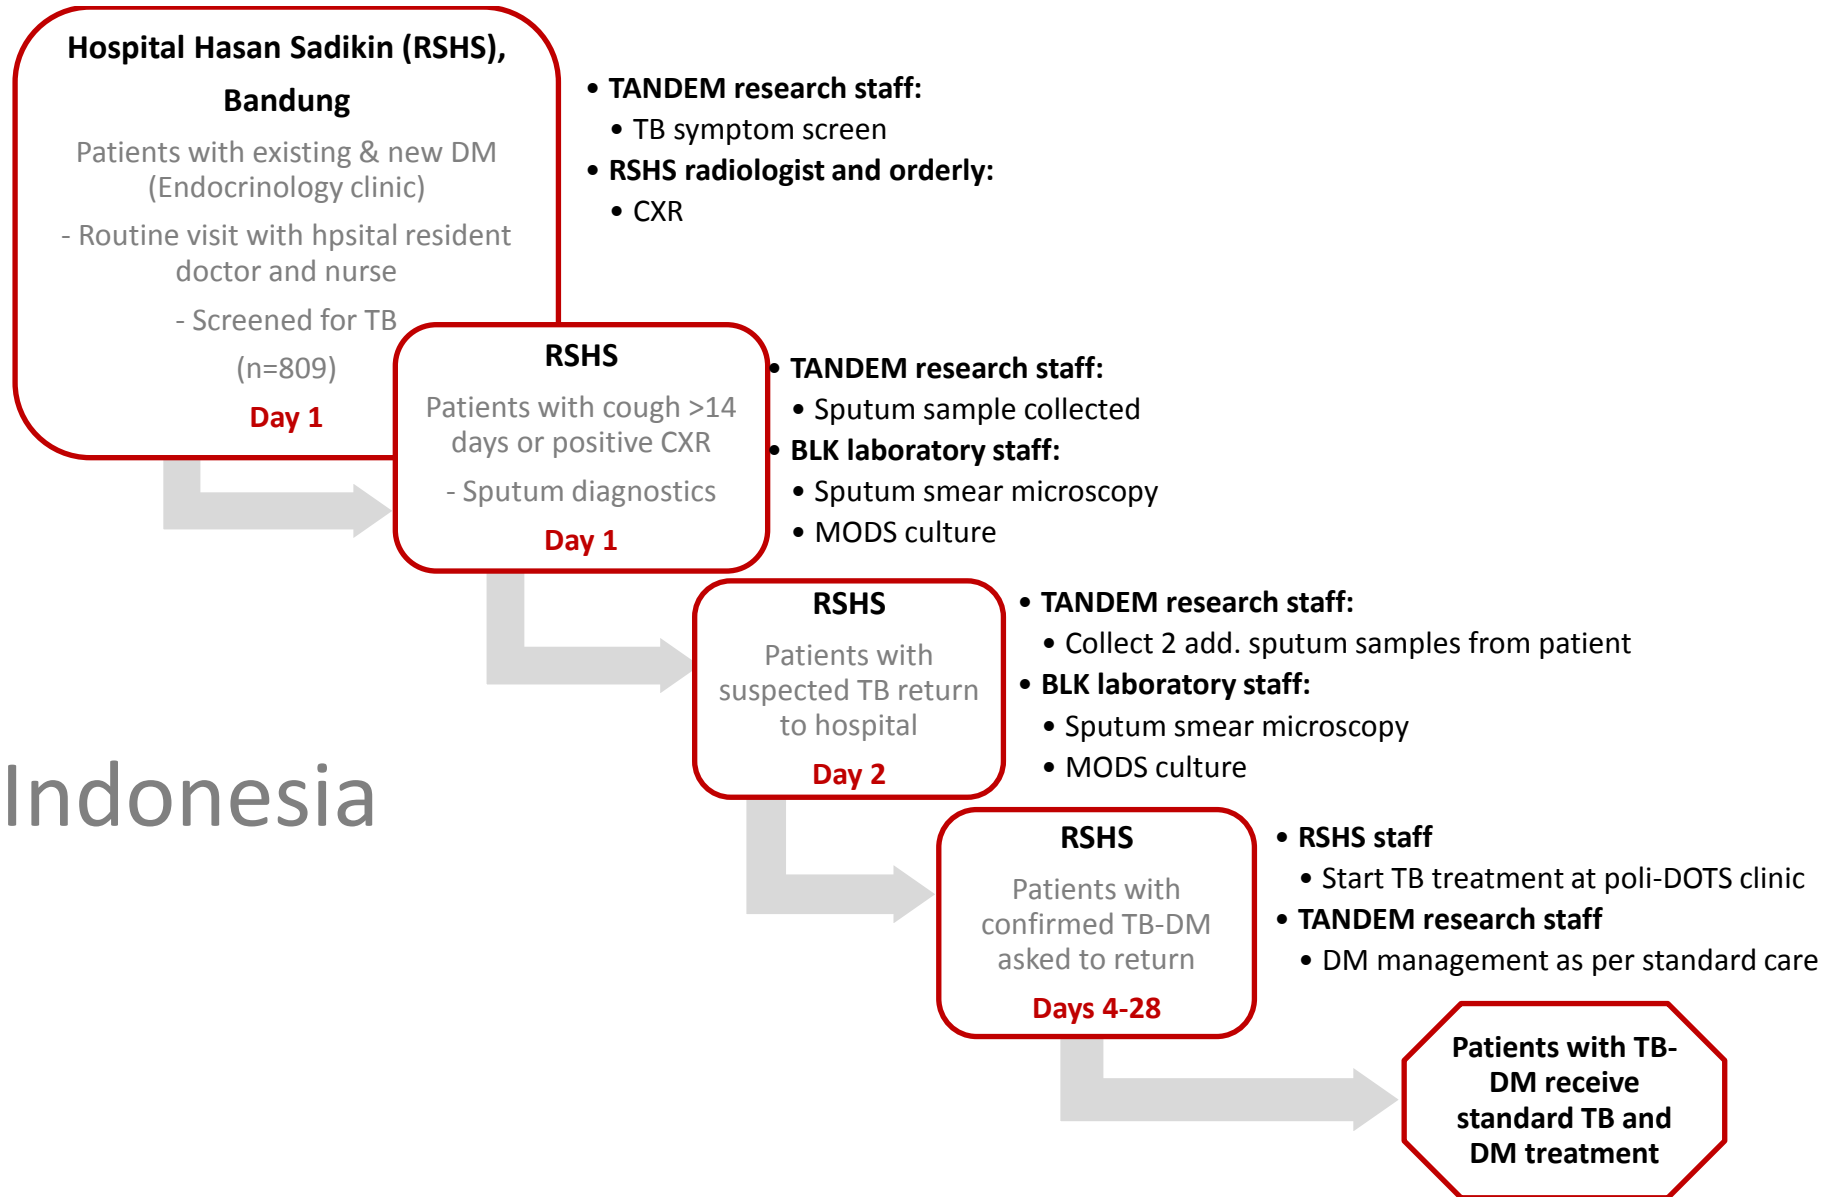 Hospital Hasan Sadikin (RSHS),
Bandung
Patients with existing & new DM
(Endocrinology clinic)
- Routine visit with hpsital resident
doctor and nurse
- Screened for TB
(n=809)
Day 1
• TANDEM research staff:
• TB symptom screen
• RSHS radiologist and orderly:
• CXR
RSHS
Patients with cough >14
days or positive CXR
- Sputum diagnostics
Day 1
• TANDEM research staff:
• Sputum sample collected
• BLK laboratory staff:
• Sputum smear microscopy
• MODS culture
RSHS
Patients with
suspected TB return
to hospital
Day 2
• TANDEM research staff:
• Collect 2 add. sputum samples from patient
• BLK laboratory staff:
• Sputum smear microscopy
• MODS culture
Indonesia
RSHS
Patients with
confirmed TB-DM
asked to return
Days 4-28
• RSHS staff
• Start TB treatment at poli-DOTS clinic
• TANDEM research staff
• DM management as per standard care
Patients with TB-
DM receive
standard TB and
DM treatment